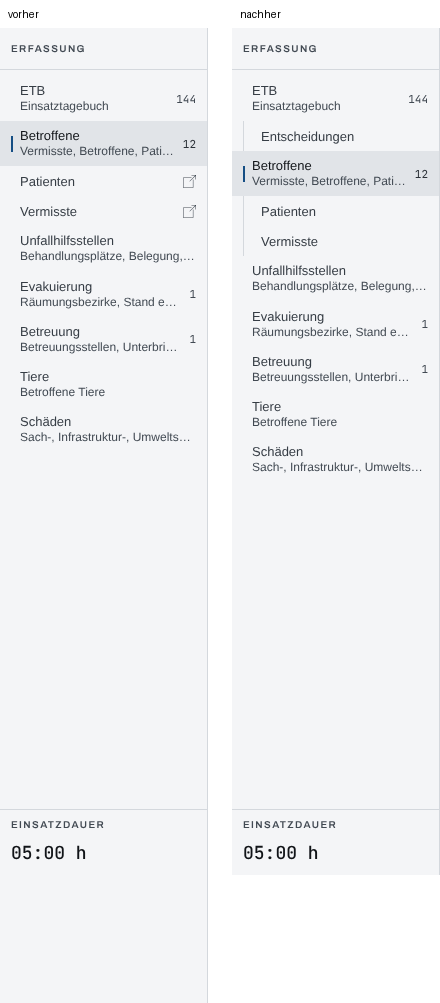 vorher
ERFASSUNG
ETB
Einsatztagebuch
144
Betroffene
Vermisste, Betroffene, Pati…
12
Patienten
Vermisste
Unfallhilfsstellen
Behandlungsplätze, Belegung,…
Evakuierung
Räumungsbezirke, Stand e…
1
Betreuung
Betreuungsstellen, Unterbri…
1
Tiere
Betroffene Tiere
Schäden
Sach-, Infrastruktur-, Umwelts…
EINSATZDAUER
05:00 h
nachher
ERFASSUNG
ETB
Einsatztagebuch
144
Entscheidungen
Betroffene
Vermisste, Betroffene, Pati…
12
Patienten
Vermisste
Unfallhilfsstellen
Behandlungsplätze, Belegung,…
Evakuierung
Räumungsbezirke, Stand e…
1
Betreuung
Betreuungsstellen, Unterbri…
1
Tiere
Betroffene Tiere
Schäden
Sach-, Infrastruktur-, Umwelts…
EINSATZDAUER
05:00 h